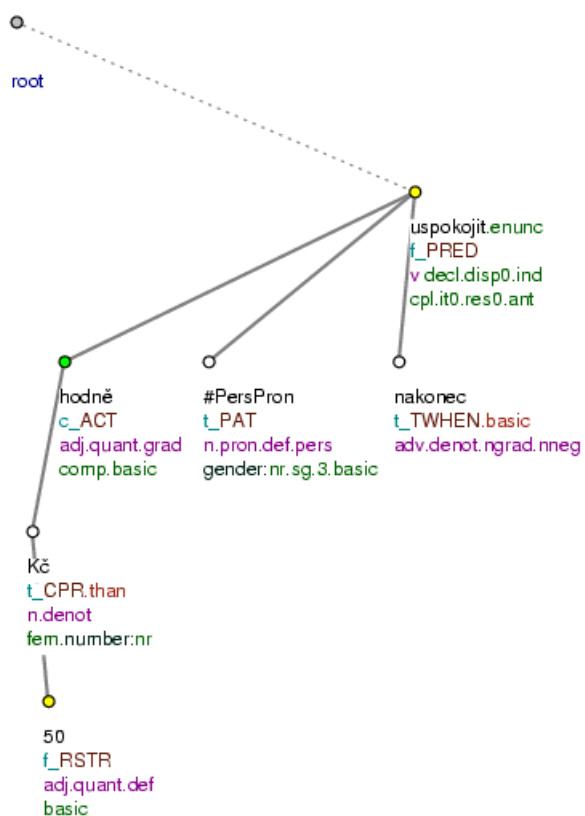 root
uspokojit.enunc
f_PRED
v decl.disp0.ind
cpl.it0.res0.ant
hodně
c_ACT
adj.quant.grad
comp.basic
#PersPron
t_PAT
n.pron.def.pers
gender:nr.sg.3.basic
nakonec
t_TWHEN.basic
adv.denot.ngrad.nneg
Kč
t_CPR.than
n.denot
fem.number:nr
50
f_RSTR
adj.quant.def
basic